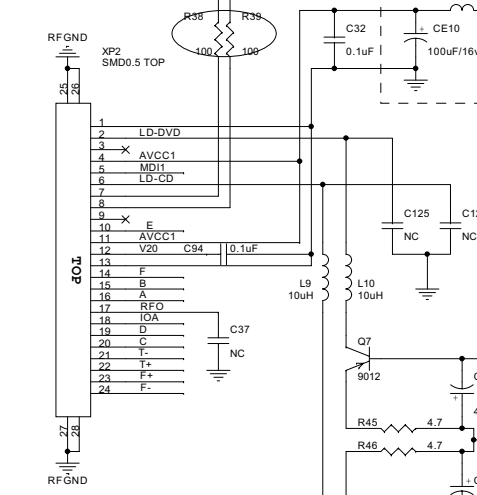 R38 R39
RFGND
C32
CE10
XP2
SMD0.5 TOP
100 100
0.1uF
100uF/16v
25 26
1
2 LD-DVD
3
4 AVCC1
5 MDI1
6 LD-CD
7
8
9
10 E
11 AVCC1
12 V20 C94 0.1uF
13
14 F
15 B
16 A
17 RFO
18 IOA
19 D
20 C
21 T-
22 T+
23 F+
24 F-
TOP
C125
NC
NC
L9
10uH
L10
10uH
C37
NC
Q7
9012
R45 4.7
R46 4.7
27 28
RFGND